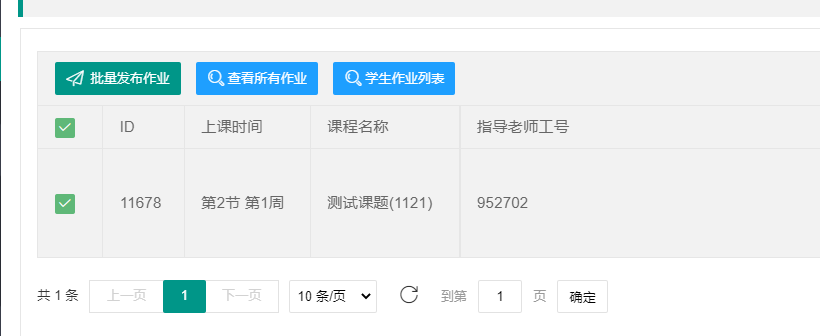 批量发布作业 查看所有作业 学生作业列表
ID 上课时间 课程名称 指导老师工号
11678 第2节 第1周 测试课题(1121) 952702
共 1 条 上一页 1 下一页 10 条/页 到第 1 页 确定